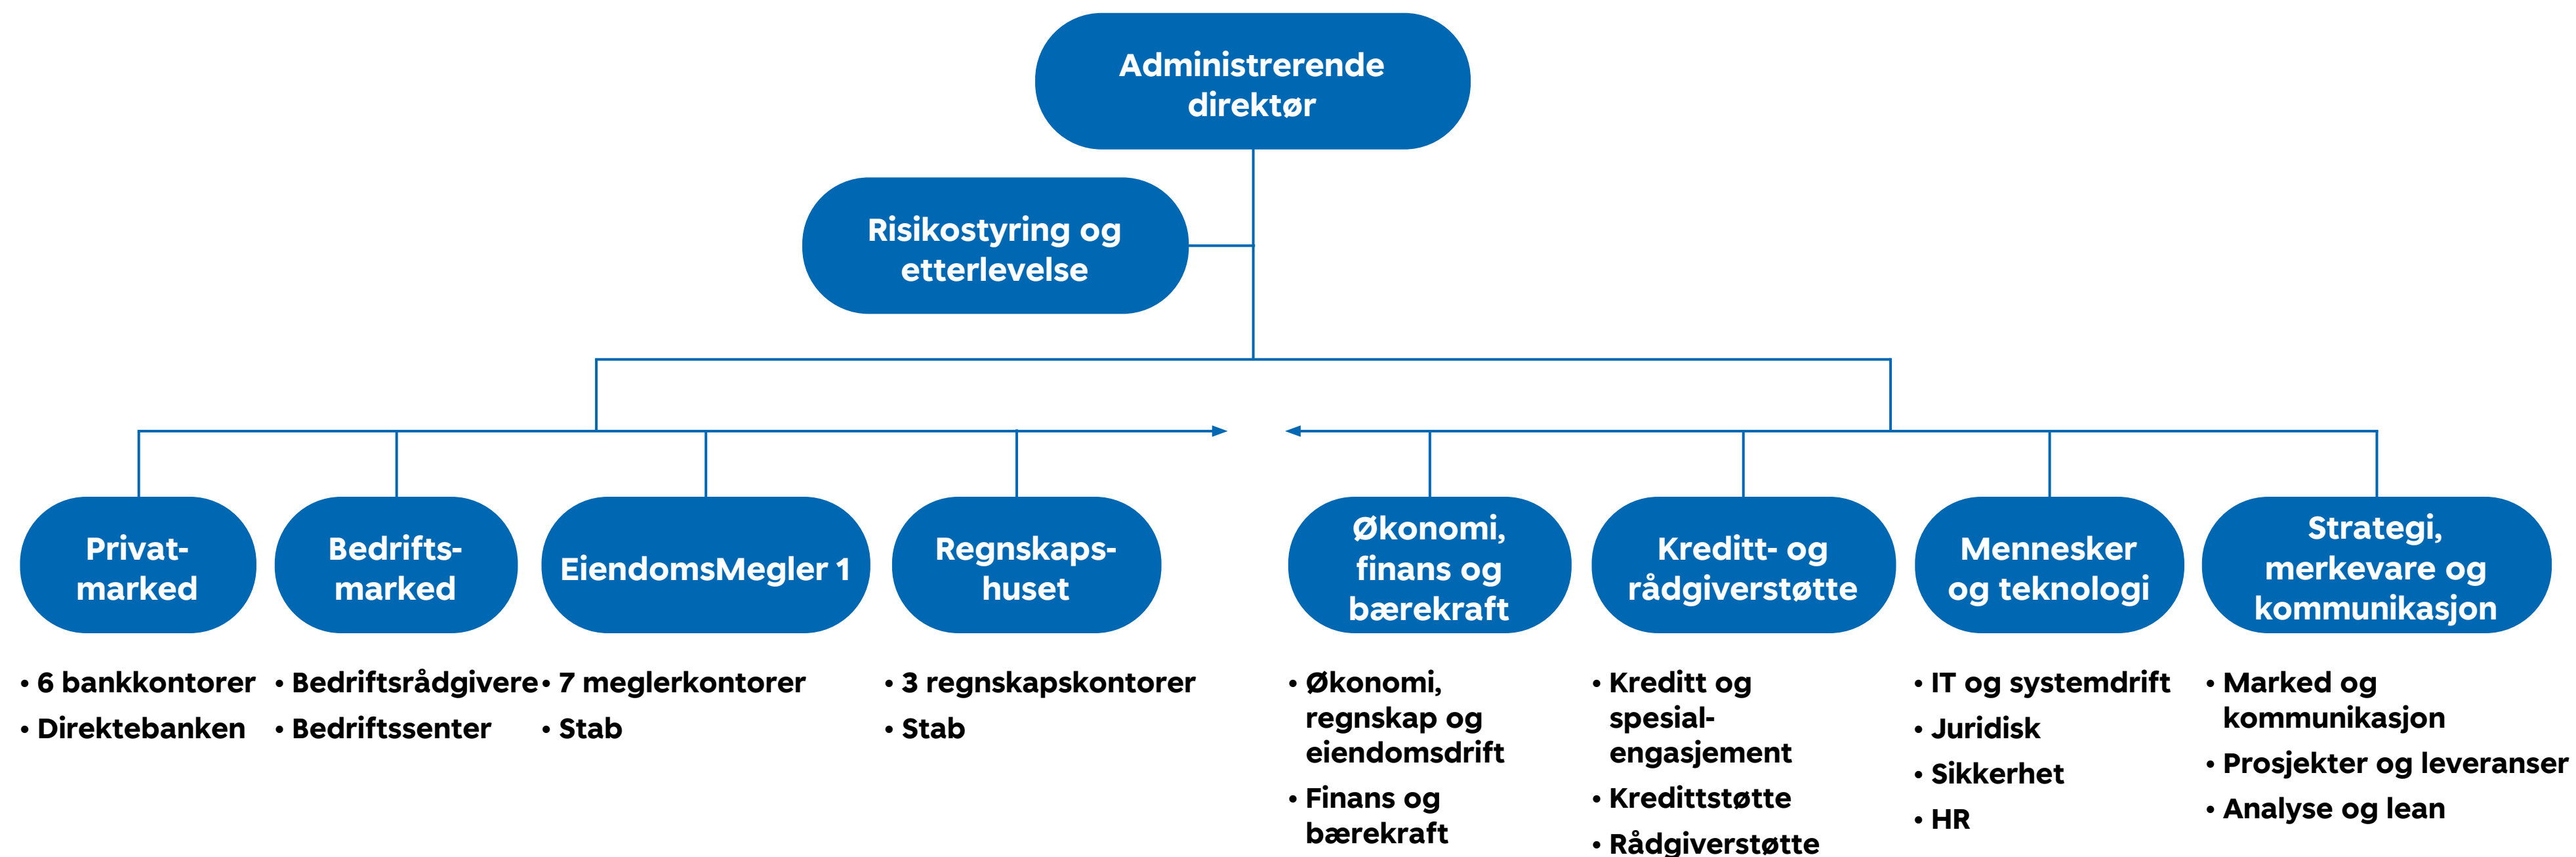 Administrerende
direktør
Risikostyring og
etterlevelse
Privat-
marked
Bedrifts-
marked
EiendomsMegler 1
Regnskaps-
huset
Økonomi,
finans og
bærekraft
Kreditt- og
rådgiverstøtte
Mennesker
og teknologi
Strategi,
merkevare og
kommunikasjon
• 6 bankkontorer
• Direktebanken
• Bedriftsrådgivere
• Bedriftssenter
• 7 meglerkontorer
• Stab
• 3 regnskapskontorer
• Stab
• Økonomi,
regnskap og
eiendomsdrift
• Finans og
bærekraft
• Kreditt og
spesial-
engasjement
• Kredittstøtte
• Rådgiverstøtte
• IT og systemdrift
• Juridisk
• Sikkerhet
• HR
• Marked og
kommunikasjon
• Prosjekter og leveranser
• Analyse og lean